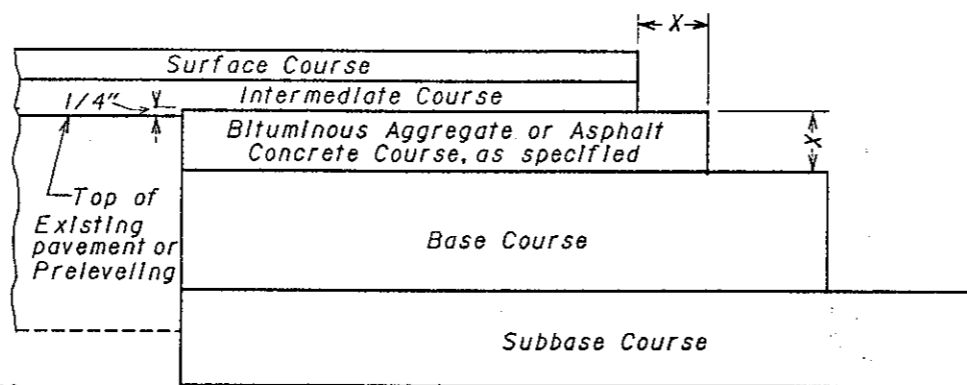 X
Surface Course
Intermediate Course
1/4"
Bituminous Aggregate or Asphalt
Concrete Course, as specified
X
Top of
Existing
pavement or
Preleveling
Base Course
Subbase Course